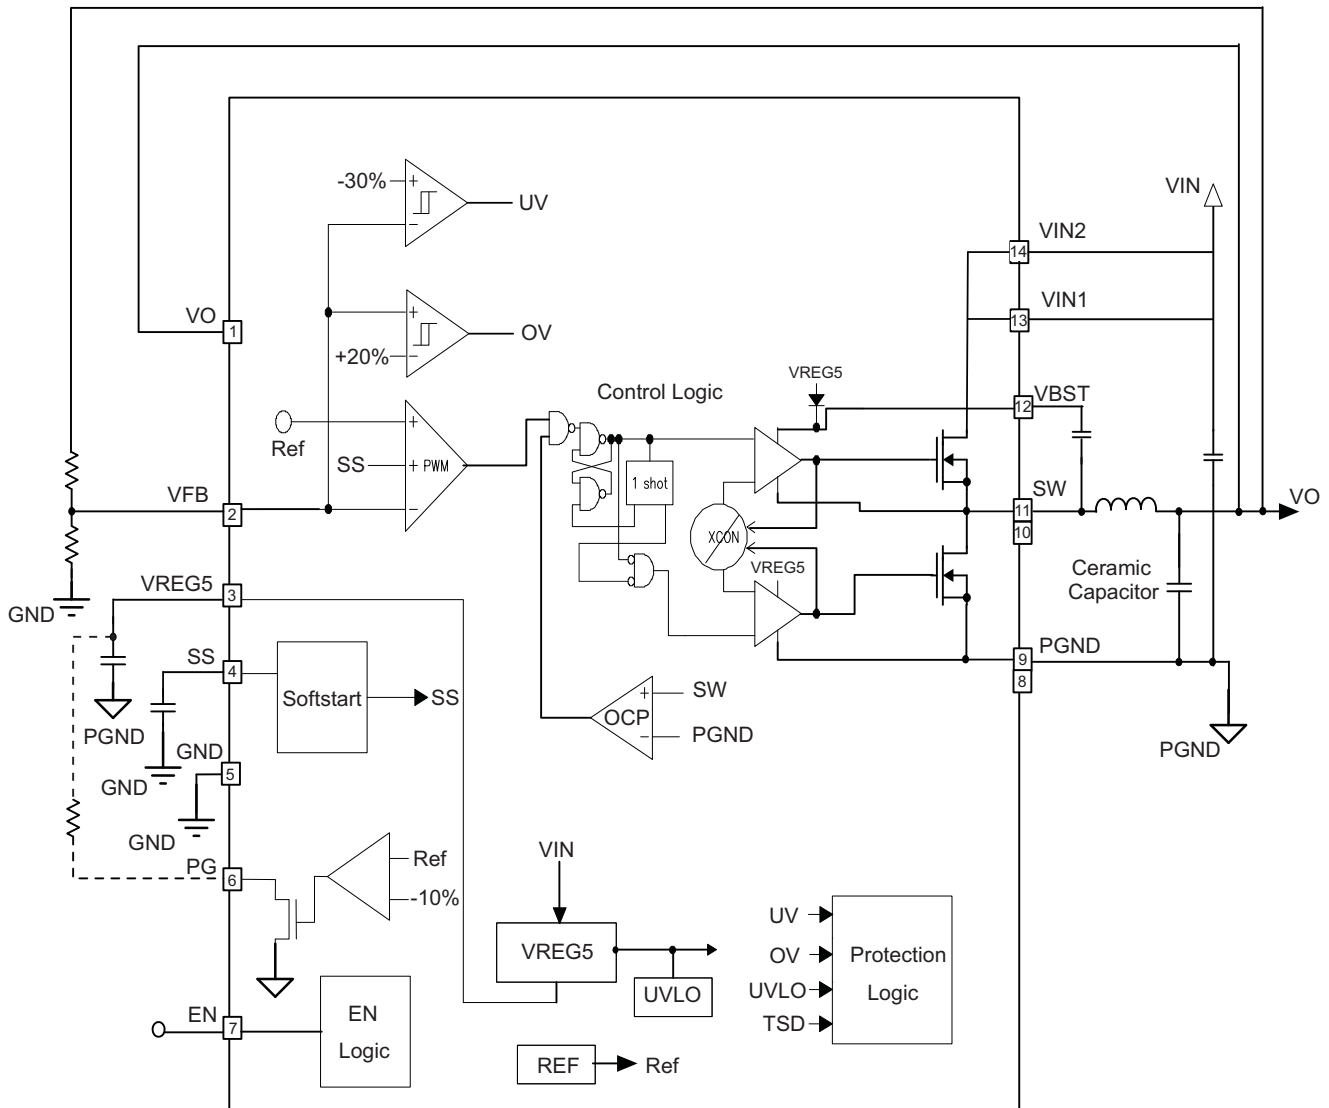 -30%
+
-
UV
VIN
VIN2
14
VO
1
+
+20%
-
OV
VIN1
13
Control Logic
VREG5
VBST
12
Ref
+
SS
+ PWM
-
1 shot
VFB
2
SW
11
10
VO
XCON
VREG5
Ceramic
Capacitor
GND
VREG5
3
PGND
9
8
SS
4
Softstart
SS
OCP
+
SW
-
PGND
PGND
GND
GND
5
PGND
GND
PG
6
Ref
-10%
VIN
VREG5
UVLO
UV
OV
UVLO
TSD
Protection
Logic
EN
7
EN
Logic
REF
Ref